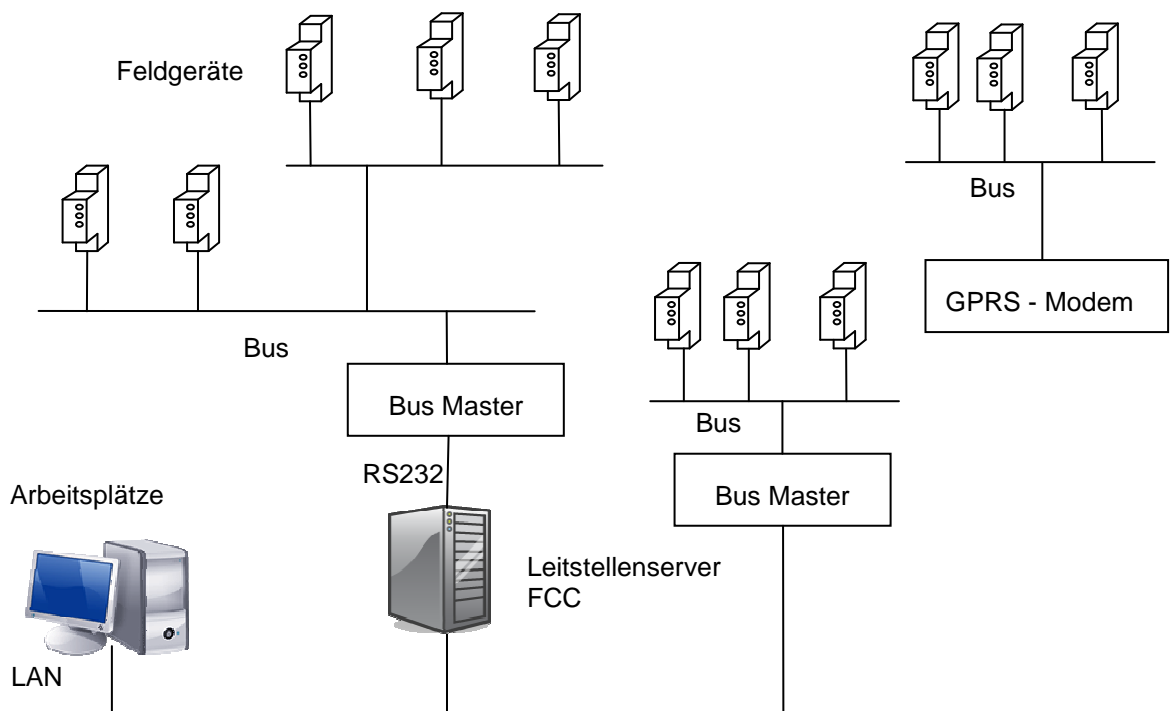 Feldgeräte
Bus
GPRS - Modem
Bus
Bus Master
Bus
RS232
Bus Master
Arbeitsplätze
Leitstellenserver
FCC
LAN